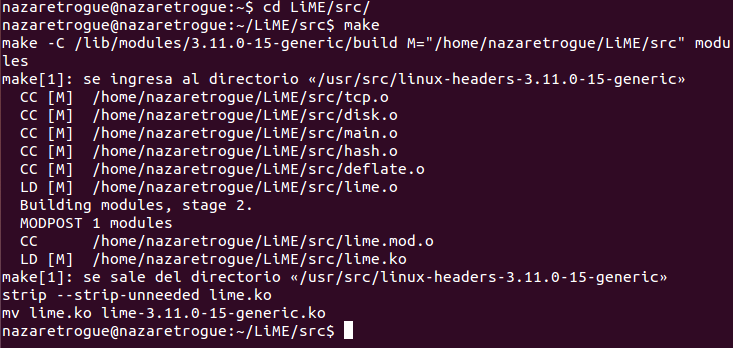 nazaretrogue@nazaretrogue:~$ cd LiME/src/
nazaretrogue@nazaretrogue:~/LiME/src$ make
make -C /lib/modules/3.11.0-15-generic/build M="/home/nazaretrogue/LiME/src" modu
les
make[1]: se ingresa al directorio «/usr/src/linux-headers-3.11.0-15-generic»
  CC [M]  /home/nazaretrogue/LiME/src/tcp.o
  CC [M]  /home/nazaretrogue/LiME/src/disk.o
  CC [M]  /home/nazaretrogue/LiME/src/main.o
  CC [M]  /home/nazaretrogue/LiME/src/hash.o
  CC [M]  /home/nazaretrogue/LiME/src/deflate.o
  LD [M]  /home/nazaretrogue/LiME/src/lime.o
  Building modules, stage 2.
  MODPOST 1 modules
  CC      /home/nazaretrogue/LiME/src/lime.mod.o
  LD [M]  /home/nazaretrogue/LiME/src/lime.ko
make[1]: se sale del directorio «/usr/src/linux-headers-3.11.0-15-generic»
strip --strip-unneeded lime.ko
mv lime.ko lime-3.11.0-15-generic.ko
nazaretrogue@nazaretrogue:~/LiME/src$